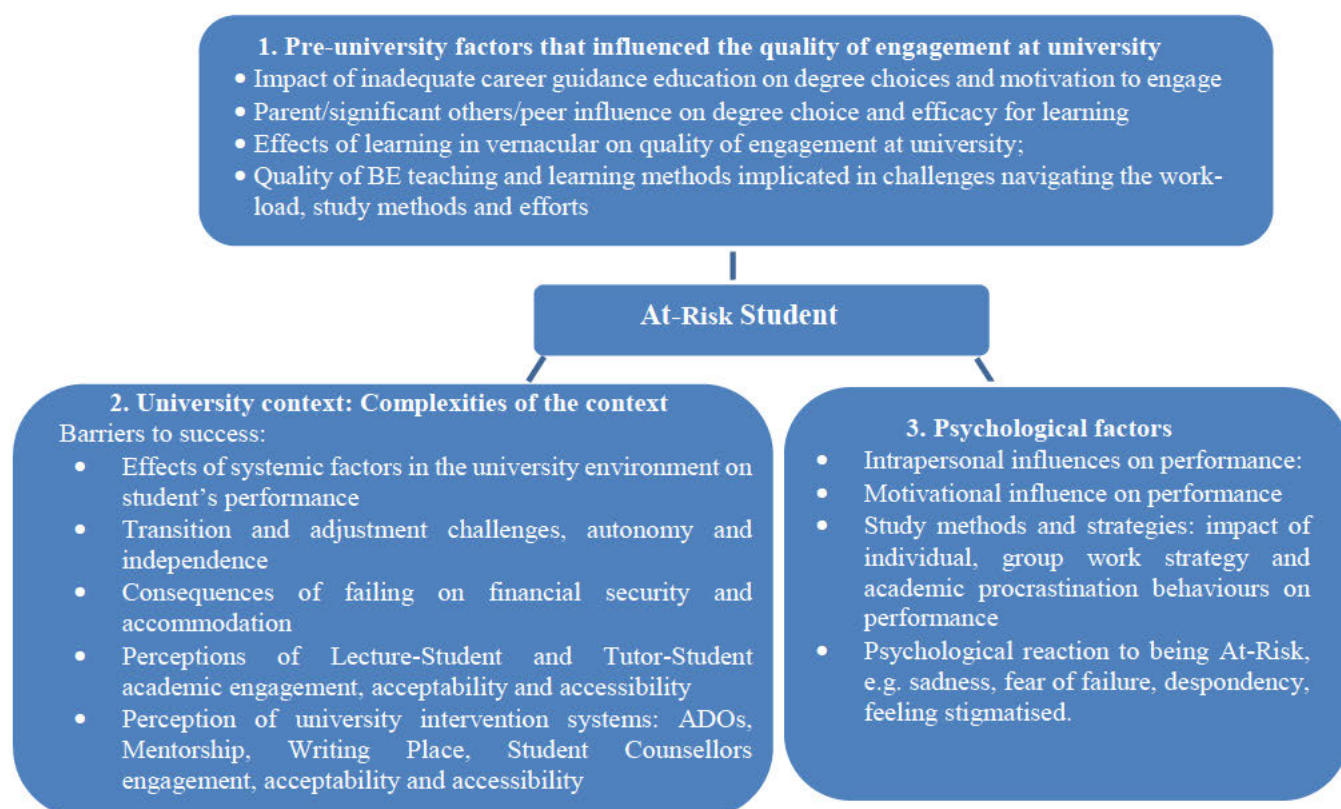 1. Pre-university factors that influenced the quality of engagement at university
• Impact of inadequate career guidance education on degree choices and motivation to engage
• Parent/significant others/peer influence on degree choice and efficacy for learning
• Effects of learning in vernacular on quality of engagement at university;
• Quality of BE teaching and learning methods implicated in challenges navigating the work-
load, study methods and efforts
At-Risk Student
2. University context: Complexities of the context
Barriers to success:
• Effects of systemic factors in the university environment on
student's performance
• Transition and adjustment challenges, autonomy and
independence
• Consequences of failing on financial security and
accommodation
• Perceptions of Lecture-Student and Tutor-Student
academic engagement, acceptability and accessibility
• Perception of university intervention systems: ADOs,
Mentorship, Writing Place, Student Counsellors
engagement, acceptability and accessibility
3. Psychological factors
• Intrapersonal influences on performance:
• Motivational influence on performance
• Study methods and strategies: impact of
individual, group work strategy and
academic procrastination behaviours on
performance
• Psychological reaction to being At-Risk,
e.g. sadness, fear of failure, despondency,
feeling stigmatised.